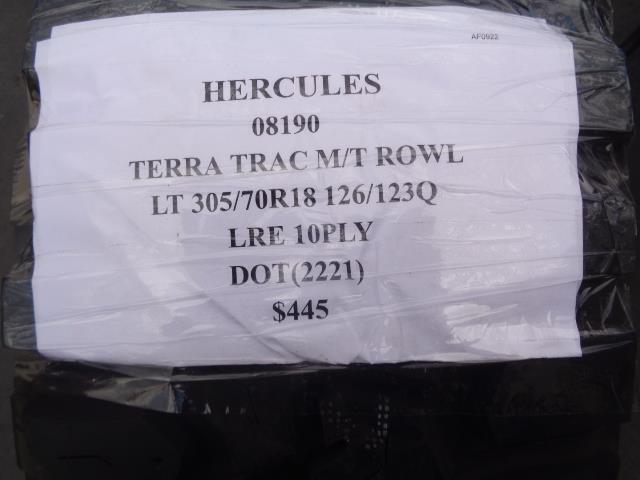 AF0922
HERCULES
08190
TERRA TRAC M/T ROWL
LT 305/70R18 126/123Q
LRE 10PLY
DOT(2221)
$445